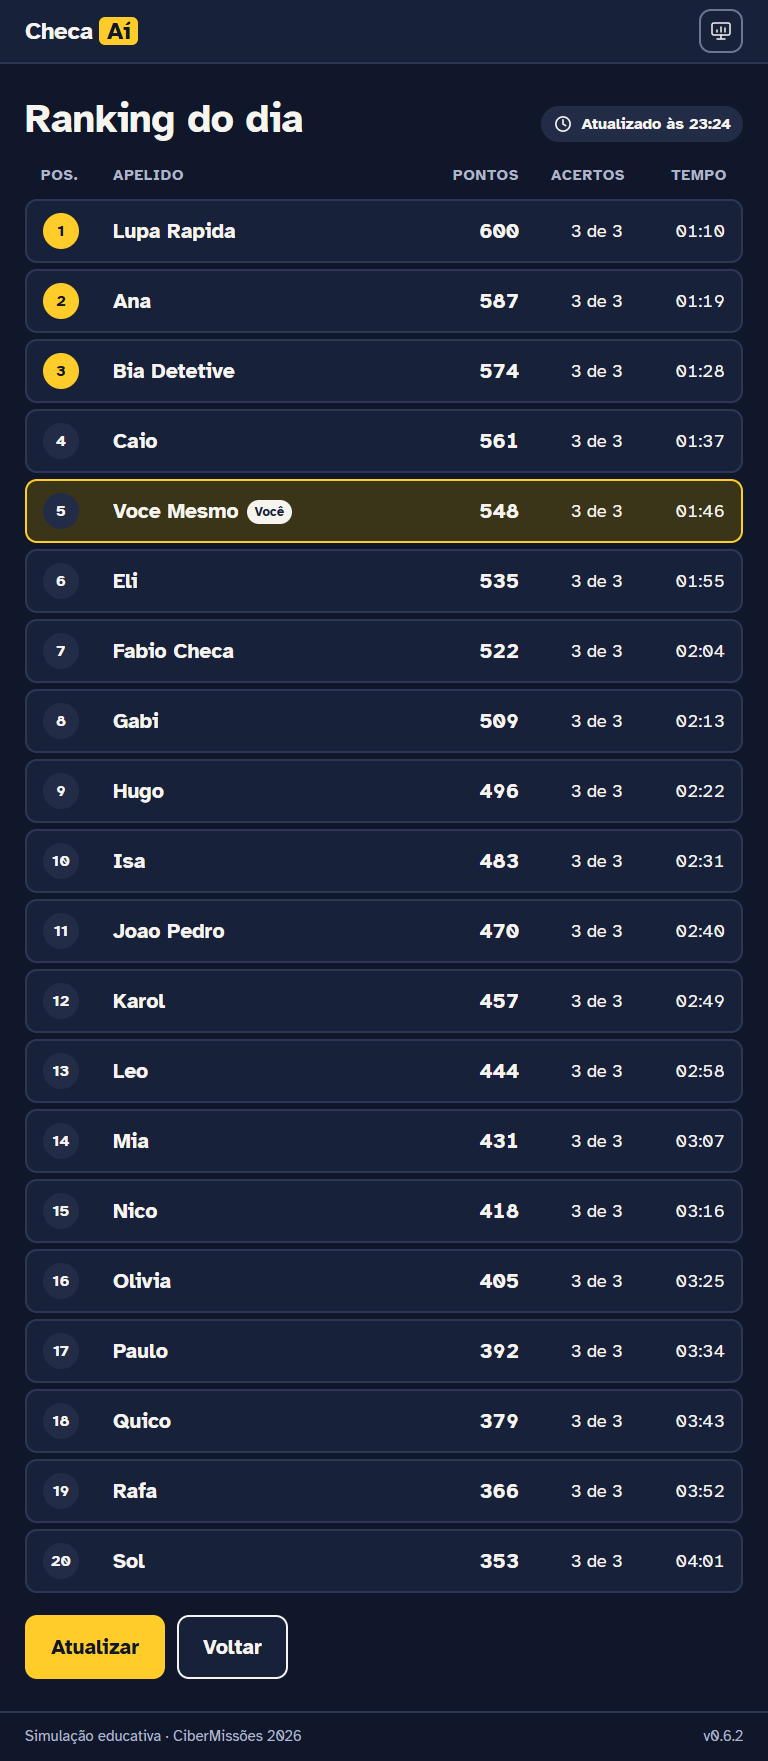 Checa Aí
Ranking do dia
Atualizado às 23:24
POS. APELIDO PONTOS ACERTOS TEMPO
1 Lupa Rapida 600 3 de 3 01:10
2 Ana 587 3 de 3 01:19
3 Bia Detetive 574 3 de 3 01:28
4 Caio 561 3 de 3 01:37
5 Voce Mesmo Você 548 3 de 3 01:46
6 Eli 535 3 de 3 01:55
7 Fabio Checa 522 3 de 3 02:04
8 Gabi 509 3 de 3 02:13
9 Hugo 496 3 de 3 02:22
10 Isa 483 3 de 3 02:31
11 Joao Pedro 470 3 de 3 02:40
12 Karol 457 3 de 3 02:49
13 Leo 444 3 de 3 02:58
14 Mia 431 3 de 3 03:07
15 Nico 418 3 de 3 03:16
16 Olivia 405 3 de 3 03:25
17 Paulo 392 3 de 3 03:34
18 Quico 379 3 de 3 03:43
19 Rafa 366 3 de 3 03:52
20 Sol 353 3 de 3 04:01
Atualizar Voltar
Simulação educativa · CiberMissões 2026 v0.6.2